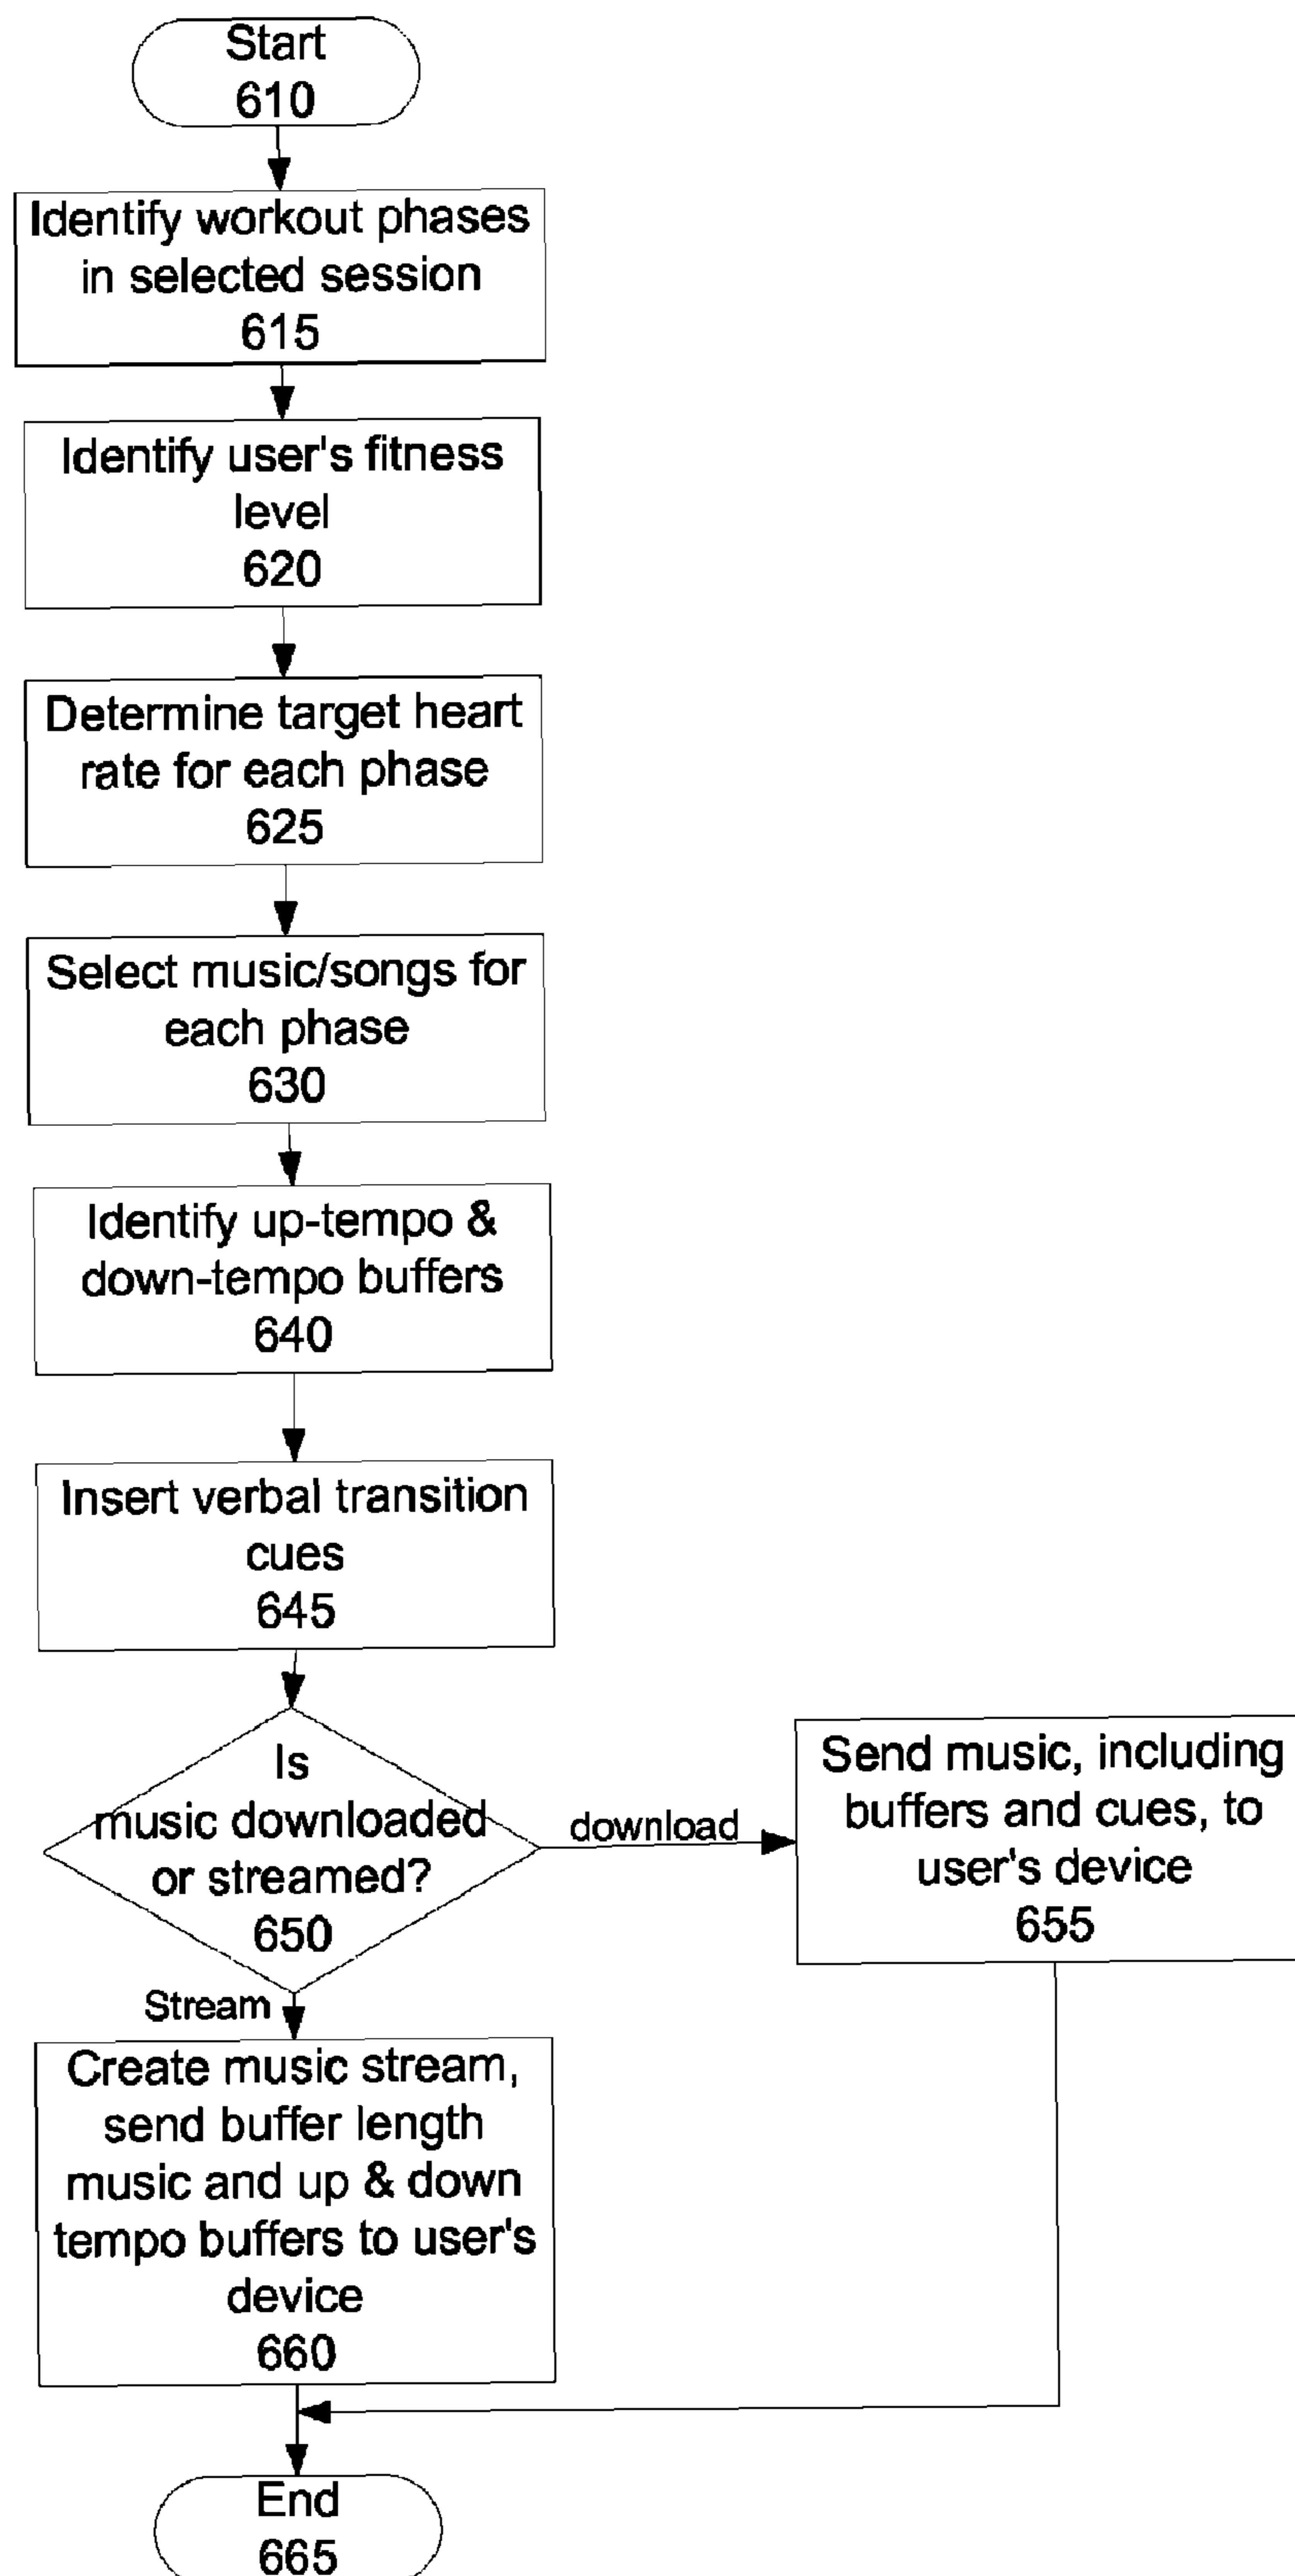 Start
610
Identify workout phases
in selected session
615
Identify user's fitness
level
620
Determine target heart
rate for each phase
625
Select music/songs for
each phase
630
Identify up-tempo &
down-tempo buffers
640
Insert verbal transition
cues
645
Is
music downloaded
or streamed?
650
download
Send music, including
buffers and cues, to
user's device
655
Stream
Create music stream,
send buffer length
music and up & down
tempo buffers to user's
device
660
End
665